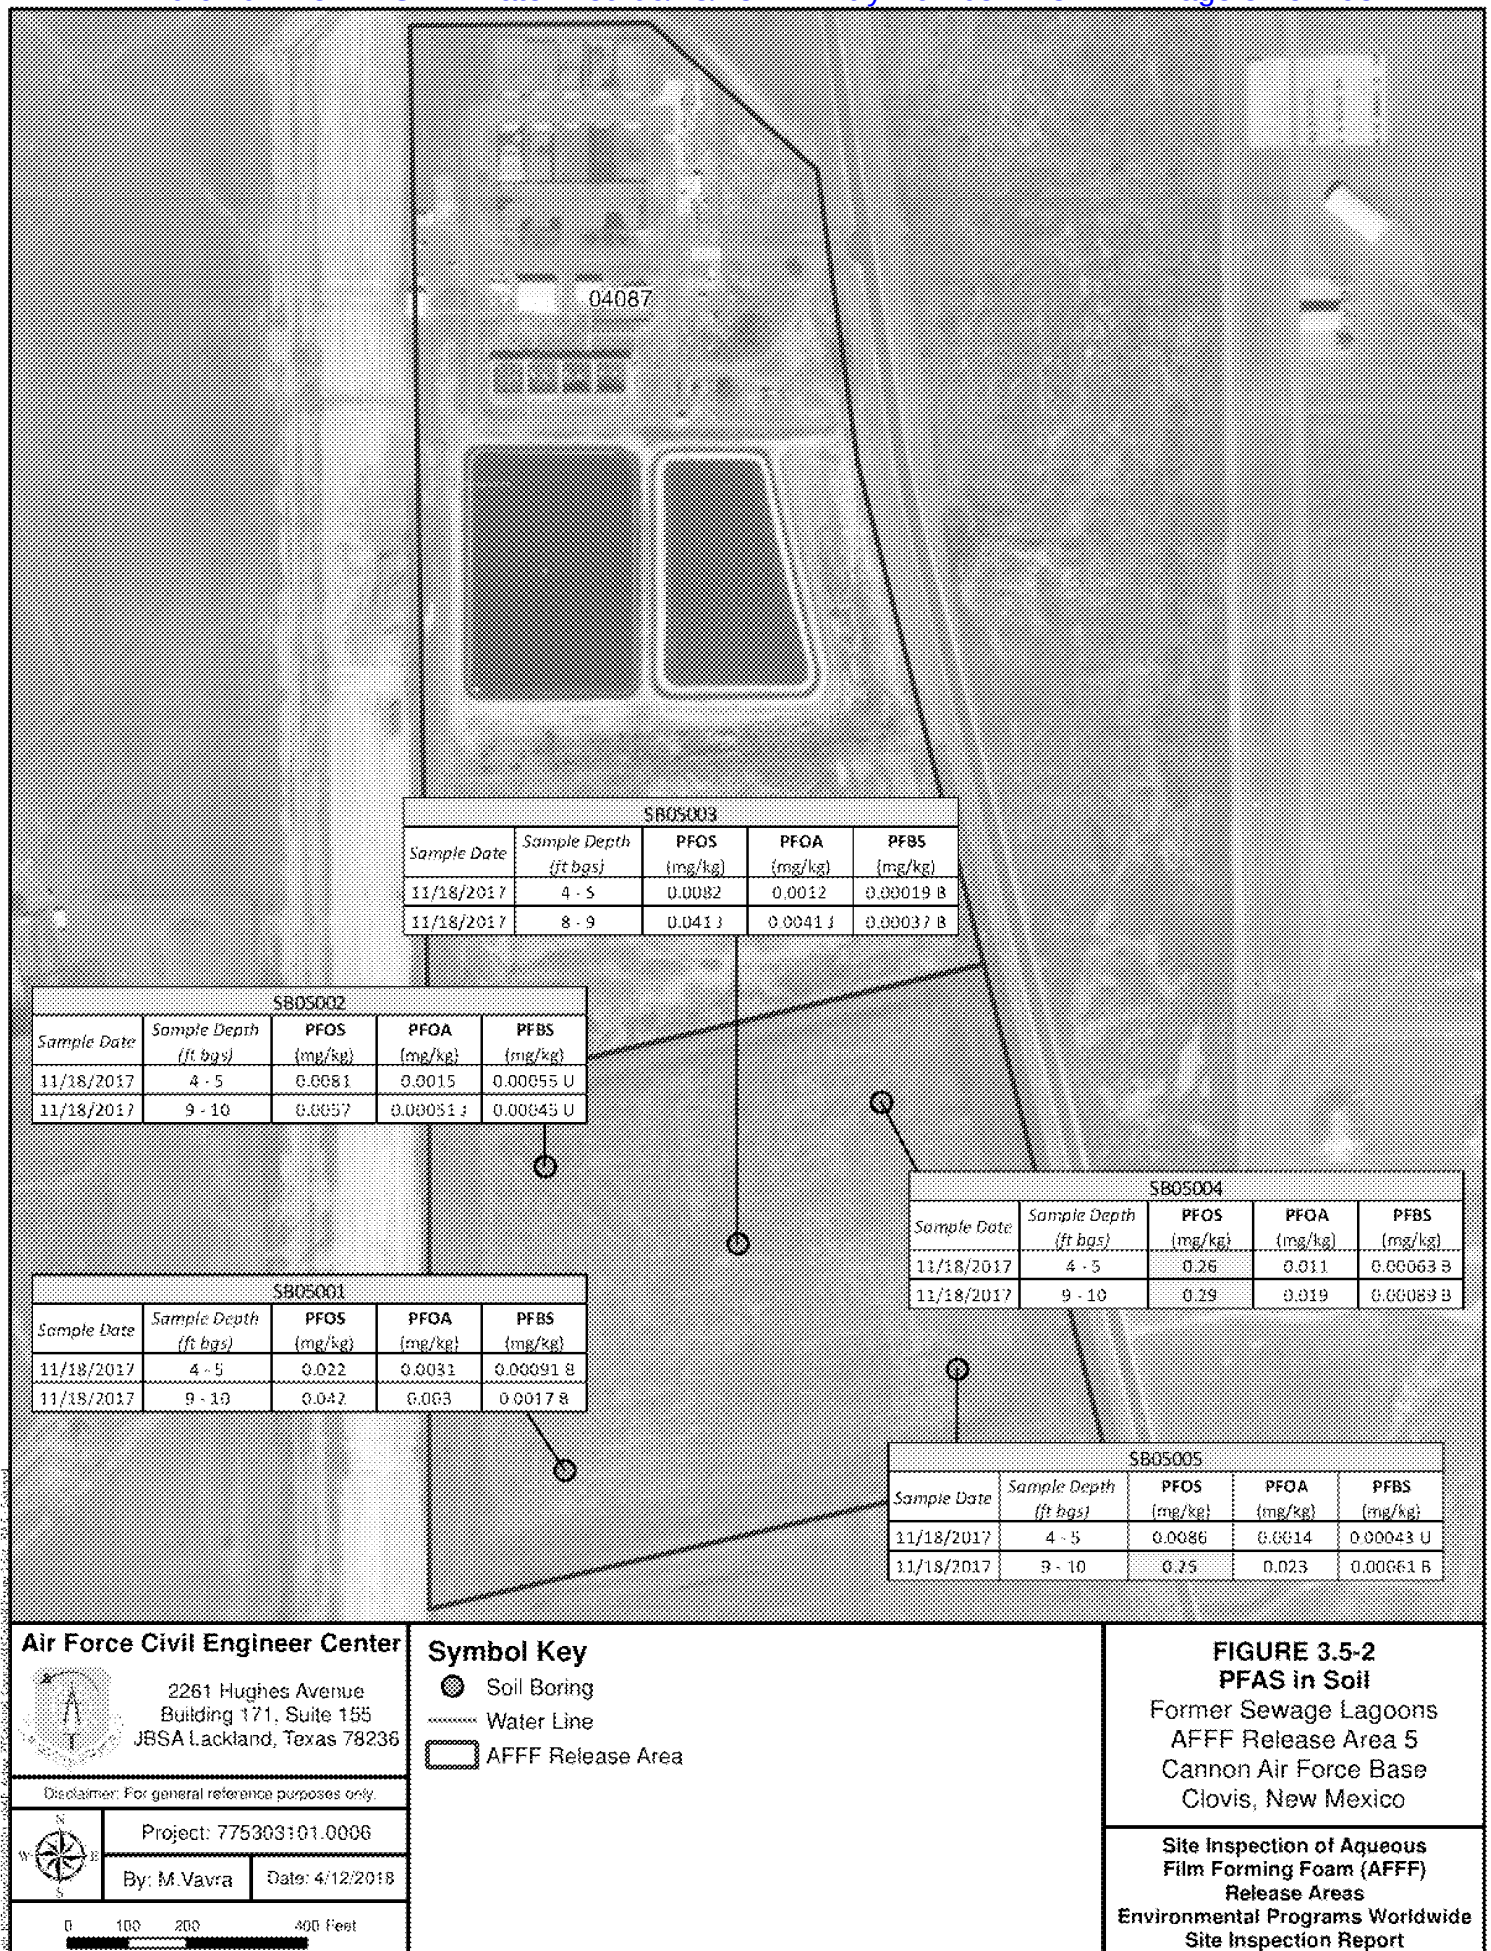 04087
SB05003
Sample Date Sample Depth (ft bgs) PFOS (mg/kg) PFOA (mg/kg) PFBS (mg/kg)
11/18/2017 4 - 5 0.0082 0.0012 0.00019 B
11/18/2017 8 - 9 0.041 J 0.0041 J 0.00037 B
SB05002
Sample Date Sample Depth (ft bgs) PFOS (mg/kg) PFOA (mg/kg) PFBS (mg/kg)
11/18/2017 4 - 5 0.0081 0.0015 0.00055 U
11/18/2017 9 - 10 0.0057 0.00051 J 0.00045 U
SB05004
Sample Date Sample Depth (ft bgs) PFOS (mg/kg) PFOA (mg/kg) PFBS (mg/kg)
11/18/2017 4 - 5 0.26 0.011 0.00063 B
11/18/2017 9 - 10 0.29 0.019 0.00089 B
SB05001
Sample Date Sample Depth (ft bgs) PFOS (mg/kg) PFOA (mg/kg) PFBS (mg/kg)
11/18/2017 4 - 5 0.022 0.0031 0.00091 B
11/18/2017 9 - 10 0.042 0.003 0.0017 B
SB05005
Sample Date Sample Depth (ft bgs) PFOS (mg/kg) PFOA (mg/kg) PFBS (mg/kg)
11/18/2017 4 - 5 0.0086 0.0014 0.00043 U
11/18/2017 9 - 10 0.25 0.023 0.00061 B
Air Force Civil Engineer Center
2261 Hughes Avenue
Building 171, Suite 155
JBSA Lackland, Texas 78236
Disclaimer: For general reference purposes only.
N
W E
S
Project: 775303101.0006
By: M.Vavra Date: 4/12/2018
0 100 200 400 Feet
Symbol Key
Soil Boring
Water Line
AFFF Release Area
FIGURE 3.5-2
PFAS in Soil
Former Sewage Lagoons
AFFF Release Area 5
Cannon Air Force Base
Clovis, New Mexico
Site Inspection of Aqueous
Film Forming Foam (AFFF)
Release Areas
Environmental Programs Worldwide
Site Inspection Report